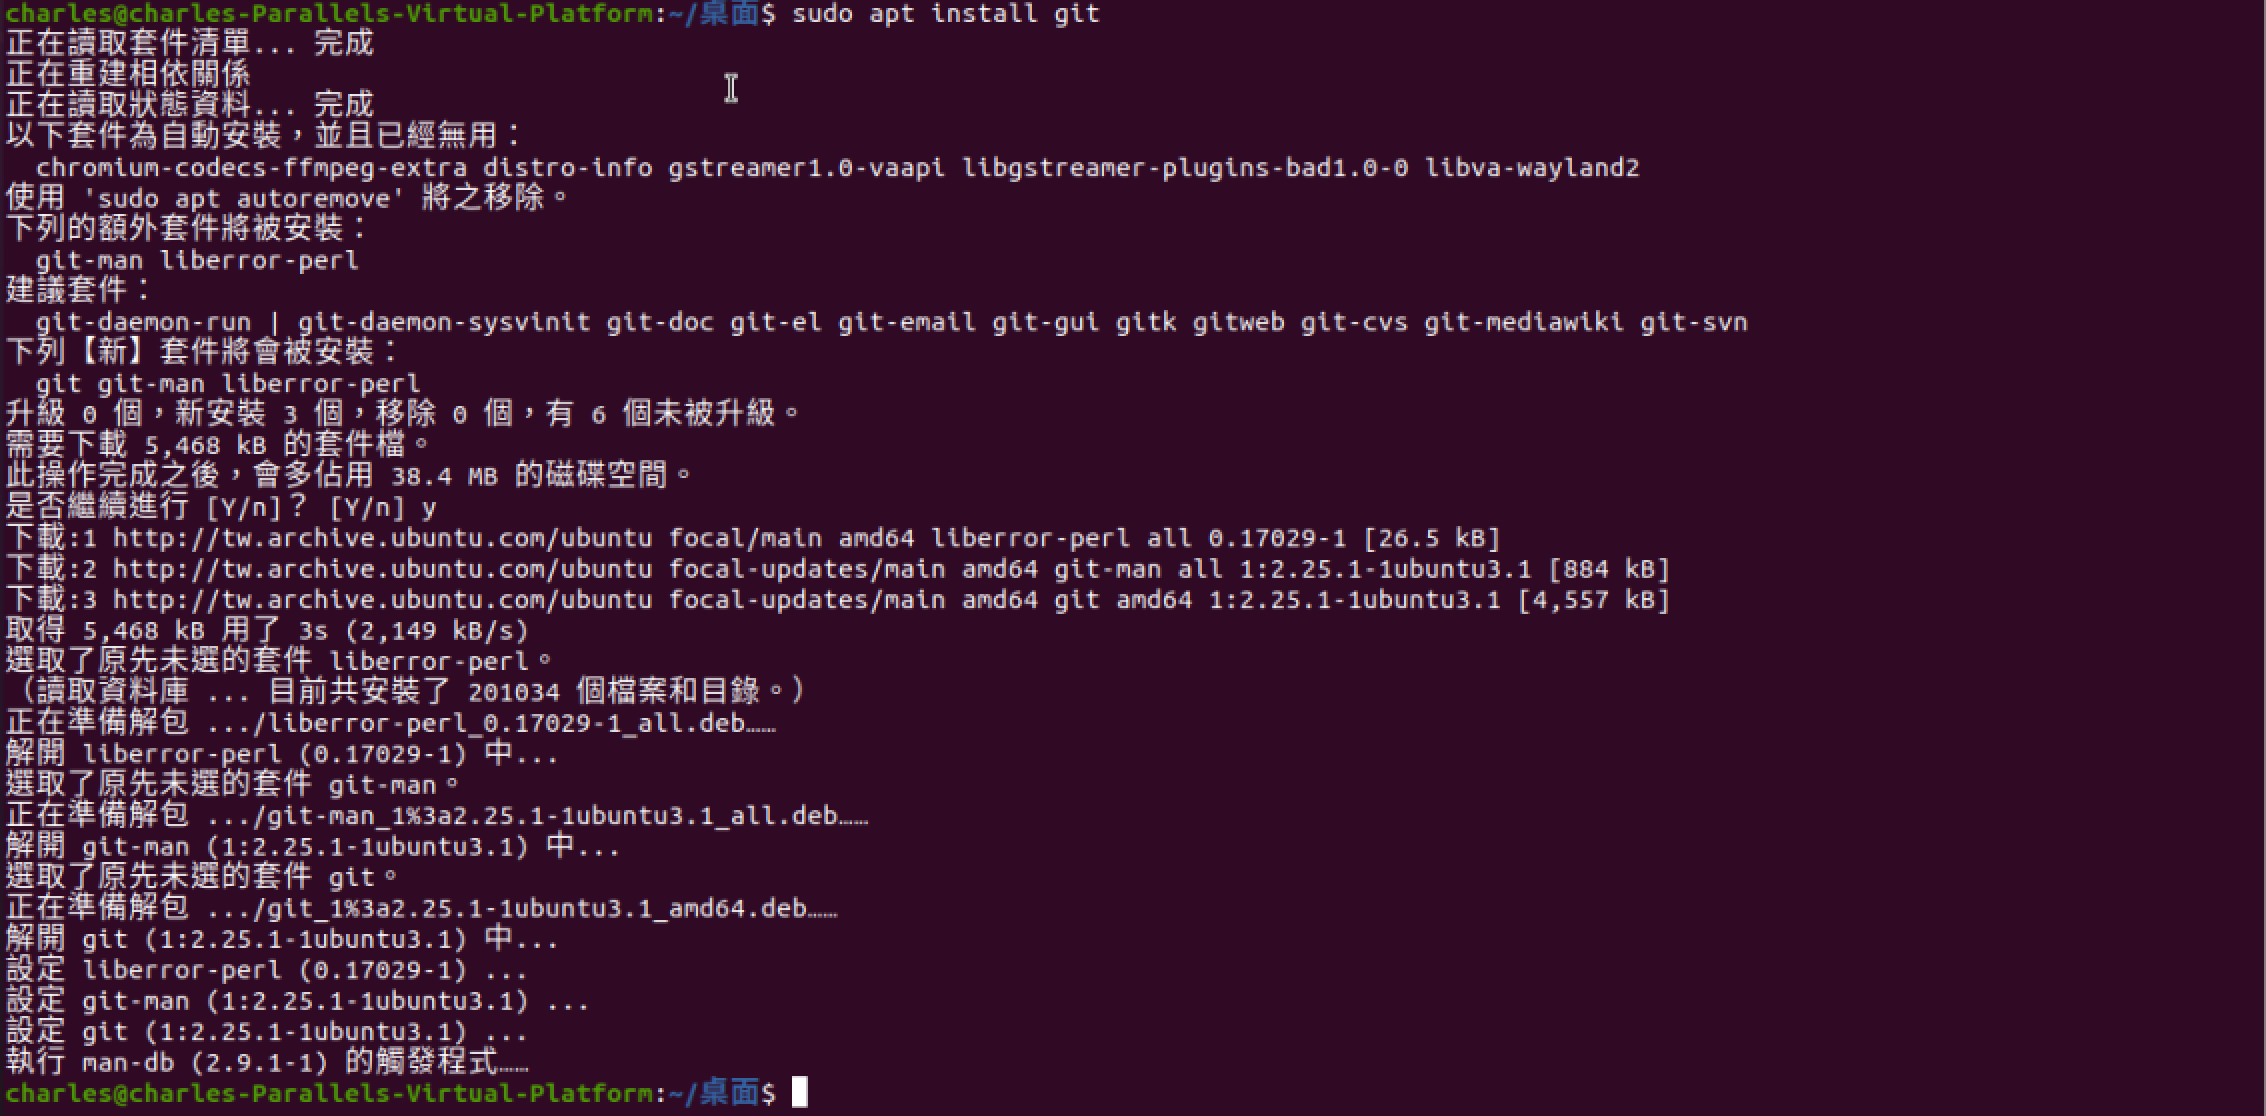 charles@charles-Parallels-Virtual-Platform:~/桌面$ sudo apt install git
正在讀取套件清單... 完成
正在重建相依關係
正在讀取狀態資料... 完成
以下套件為自動安裝，並且已經無用：
  chromium-codecs-ffmpeg-extra distro-info gstreamer1.0-vaapi libgstreamer-plugins-bad1.0-0 libva-wayland2
使用 'sudo apt autoremove' 將之移除。
下列的額外套件將被安裝：
  git-man liberror-perl
建議套件：
  git-daemon-run | git-daemon-sysvinit git-doc git-el git-email git-gui gitk gitweb git-cvs git-mediawiki git-svn
下列【新】套件將會被安裝：
  git git-man liberror-perl
升級 0 個，新安裝 3 個，移除 0 個，有 6 個未被升級。
需要下載 5,468 kB 的套件檔。
此操作完成之後，會多佔用 38.4 MB 的磁碟空間。
是否繼續進行 [Y/n]？ [Y/n] y
下載:1 http://tw.archive.ubuntu.com/ubuntu focal/main amd64 liberror-perl all 0.17029-1 [26.5 kB]
下載:2 http://tw.archive.ubuntu.com/ubuntu focal-updates/main amd64 git-man all 1:2.25.1-1ubuntu3.1 [884 kB]
下載:3 http://tw.archive.ubuntu.com/ubuntu focal-updates/main amd64 git amd64 1:2.25.1-1ubuntu3.1 [4,557 kB]
取得 5,468 kB 用了 3s (2,149 kB/s)
選取了原先未選的套件 liberror-perl。
（讀取資料庫 ... 目前共安裝了 201034 個檔案和目錄。）
正在準備解包 .../liberror-perl_0.17029-1_all.deb……
解開 liberror-perl (0.17029-1) 中...
選取了原先未選的套件 git-man。
正在準備解包 .../git-man_1%3a2.25.1-1ubuntu3.1_all.deb……
解開 git-man (1:2.25.1-1ubuntu3.1) 中...
選取了原先未選的套件 git。
正在準備解包 .../git_1%3a2.25.1-1ubuntu3.1_amd64.deb……
解開 git (1:2.25.1-1ubuntu3.1) 中...
設定 liberror-perl (0.17029-1) ...
設定 git-man (1:2.25.1-1ubuntu3.1) ...
設定 git (1:2.25.1-1ubuntu3.1) ...
執行 man-db (2.9.1-1) 的觸發程式……
charles@charles-Parallels-Virtual-Platform:~/桌面$